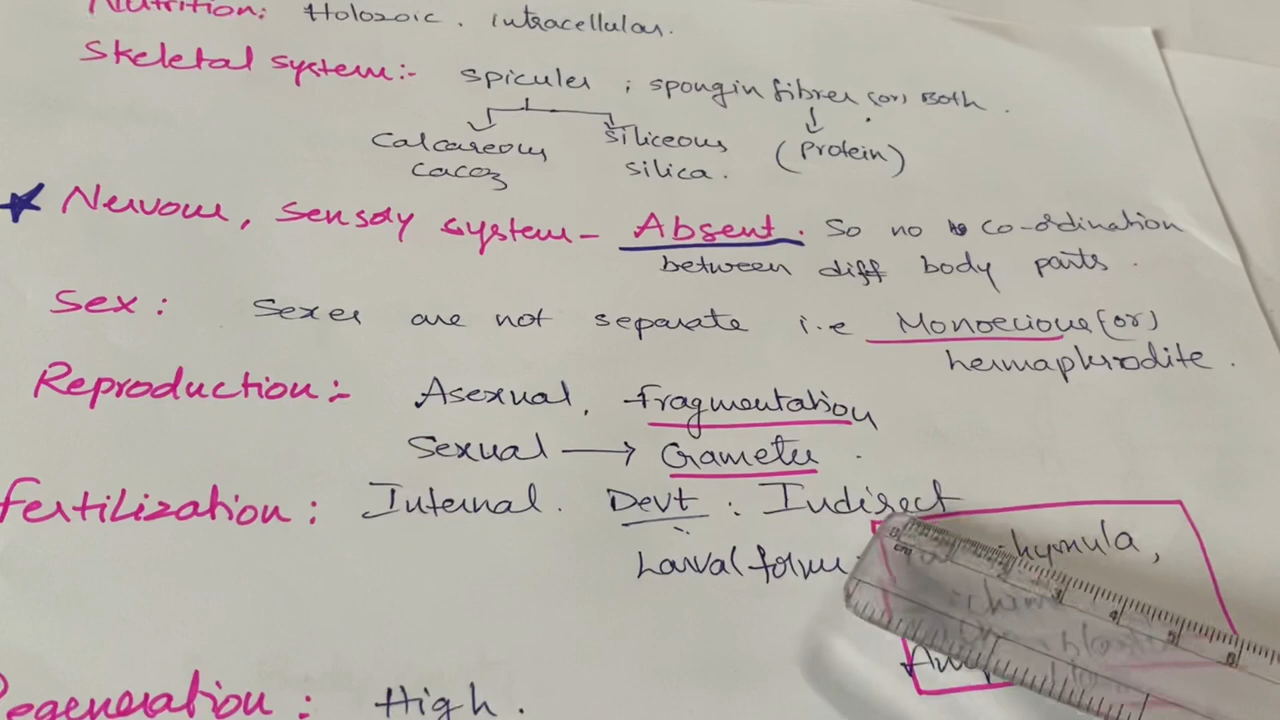 Nutrition: Holozoic. intracellular.
Skeletal system:- spicules ; spongin fibres (or) Both.
Calcareous siliceous (protein)
caco3 silica.
Nervous, sensory system- Absent. So no co-ordination
between diff body parts.
Sex: Sexes are not separate i.e Monoecious (or)
hermaphrodite.
Reproduction:- Asexual, fragmentation
Sexual → Gametes.
Fertilization: Internal. Devt: Indirect
Larval forms hymula,
Regeneration: High.